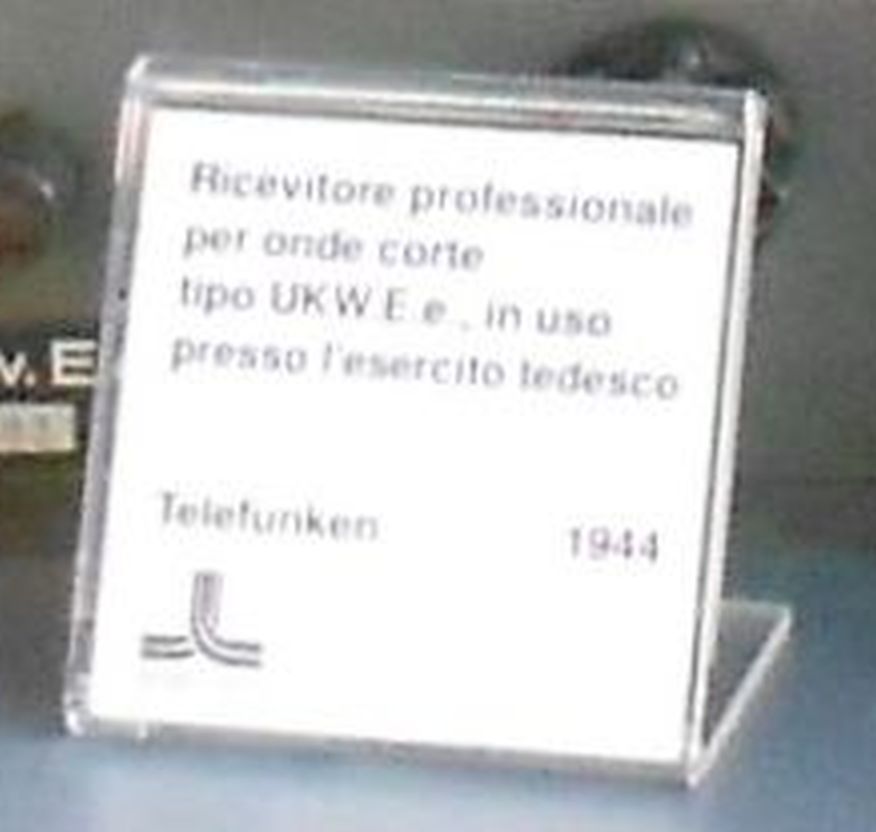 Ricevitore professionale
per onde corte
tipo UKW.E.e., in uso
presso l'esercito tedesco
Telefunken 1944
v.E